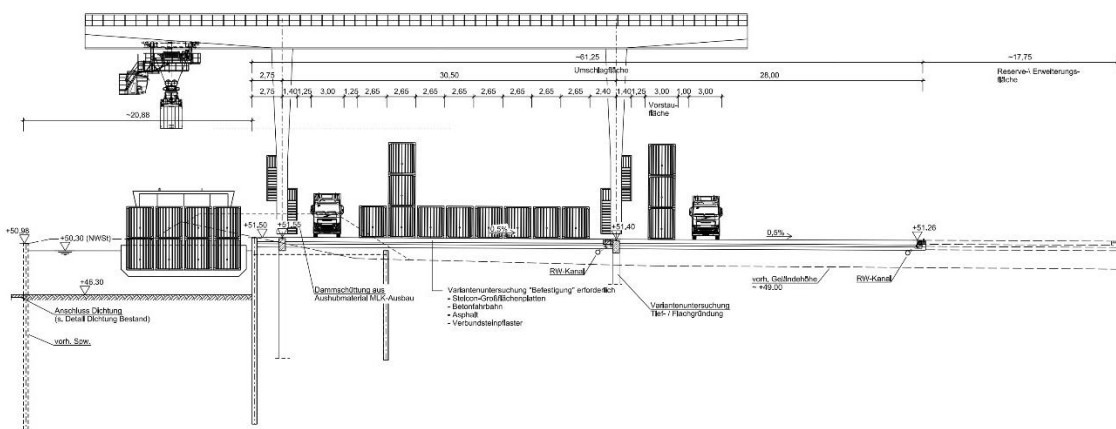 ~61,25
~17,75
Umschlagfläche
2,75
30,50
28,00
Reserve-\ Erweiterungs-
fläche
2,75
1,40
1,25
3,00
1,25
2,65
2,65
2,65
2,65
2,65
2,65
2,65
2,65
2,40
1,40
1,25
3,00
1,00
3,00
Vorstau-
fläche
~20,88
+50,98
+50,30 (NWSt)
+51,50
+51,55
+0,5%
+51,40
0,5%
+51,26
RW-Kanal
RW-Kanal
+46,30
Anschluss Dichtung
(s. Detail Dichtung Bestand)
vorh. Spw.
Dammschüttung aus
Aushubmaterial MLK-Ausbau
Variantenuntersuchung "Befestigung" erforderlich
- Stelcon-Großflächenplatten
- Betonfahrbahn
- Asphalt
- Verbundsteinpflaster
Variantenuntersuchung
Tief- / Flachgründung
vorh. Geländehöhe
~ +49.00